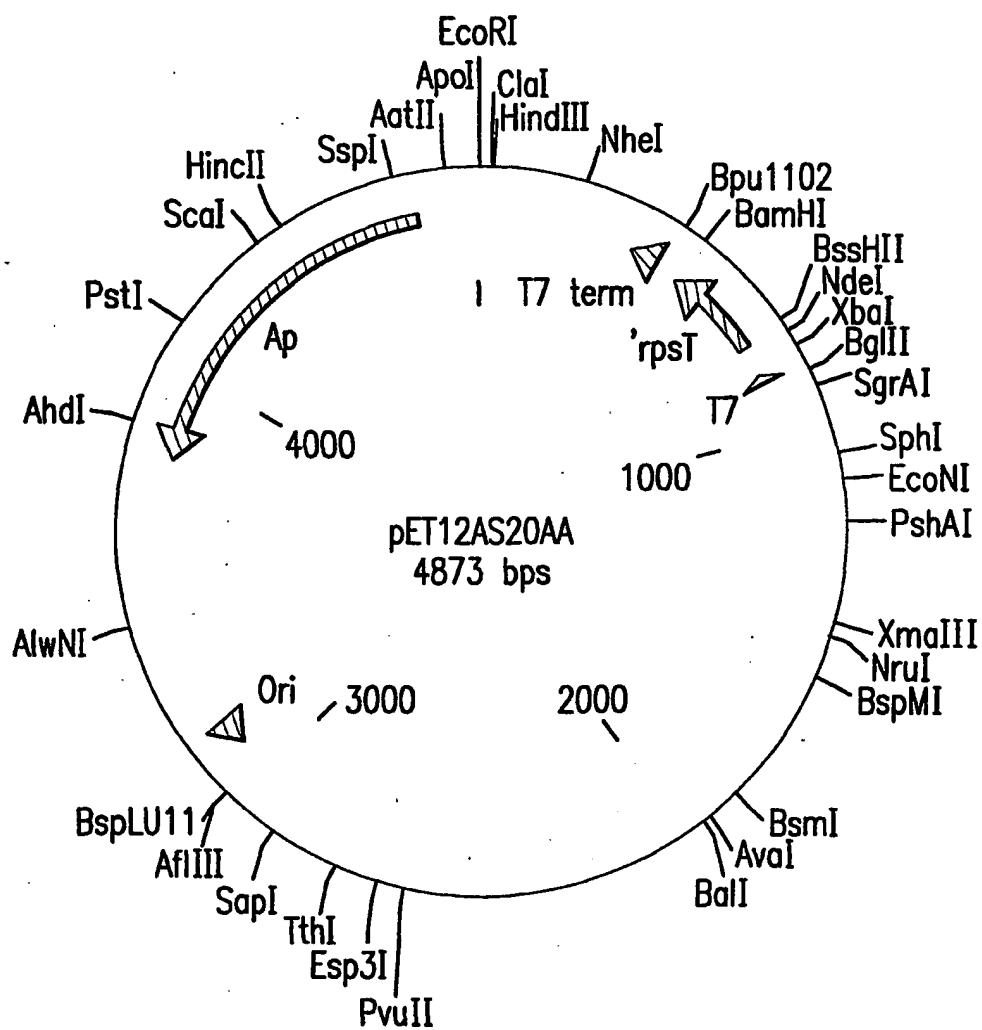 EcoRI
ApoI
ClaI
AatII
HindIII
SspI
NheI
HincII
Bpu1102
ScaI
BamHI
BssHII
PstI
NdeI
I T7 term
XbaI
Ap
'rpsT
BglII
SgrAI
AhdI
T7
4000
SphI
1000
EcoNI
PshAI
pET12AS20AA
4873 bps
XmaIII
AlwNI
NruI
Ori
3000
2000
BspMI
BspLU11
BsmI
AflIII
AvaI
SapI
BalI
TthI
Esp3I
PvuII